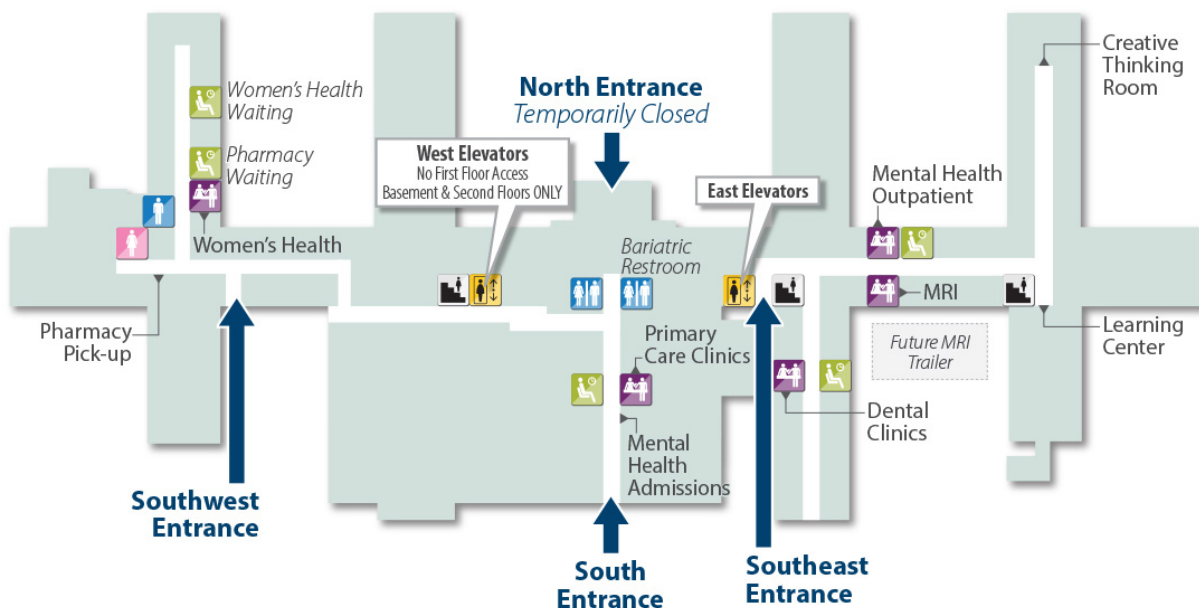 Creative
Thinking
Room
Women's Health
Waiting
North Entrance
Temporarily Closed
Pharmacy
Waiting
West Elevators
No First Floor Access
Basement & Second Floors ONLY
East Elevators
Mental Health
Outpatient
Women's Health
Bariatric
Restroom
MRI
Pharmacy
Pick-up
Primary
Care Clinics
Future MRI
Trailer
Learning
Center
Dental
Clinics
Mental
Health
Admissions
Southwest
Entrance
South
Entrance
Southeast
Entrance